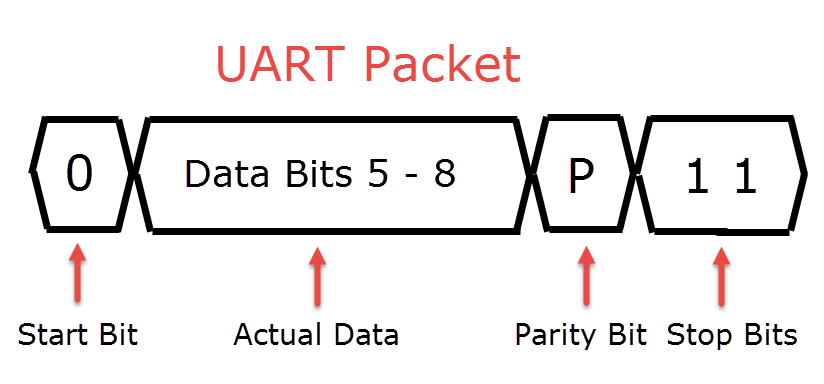 UART Packet
0 Data Bits 5 - 8 P 1 1
Start Bit Actual Data Parity Bit Stop Bits